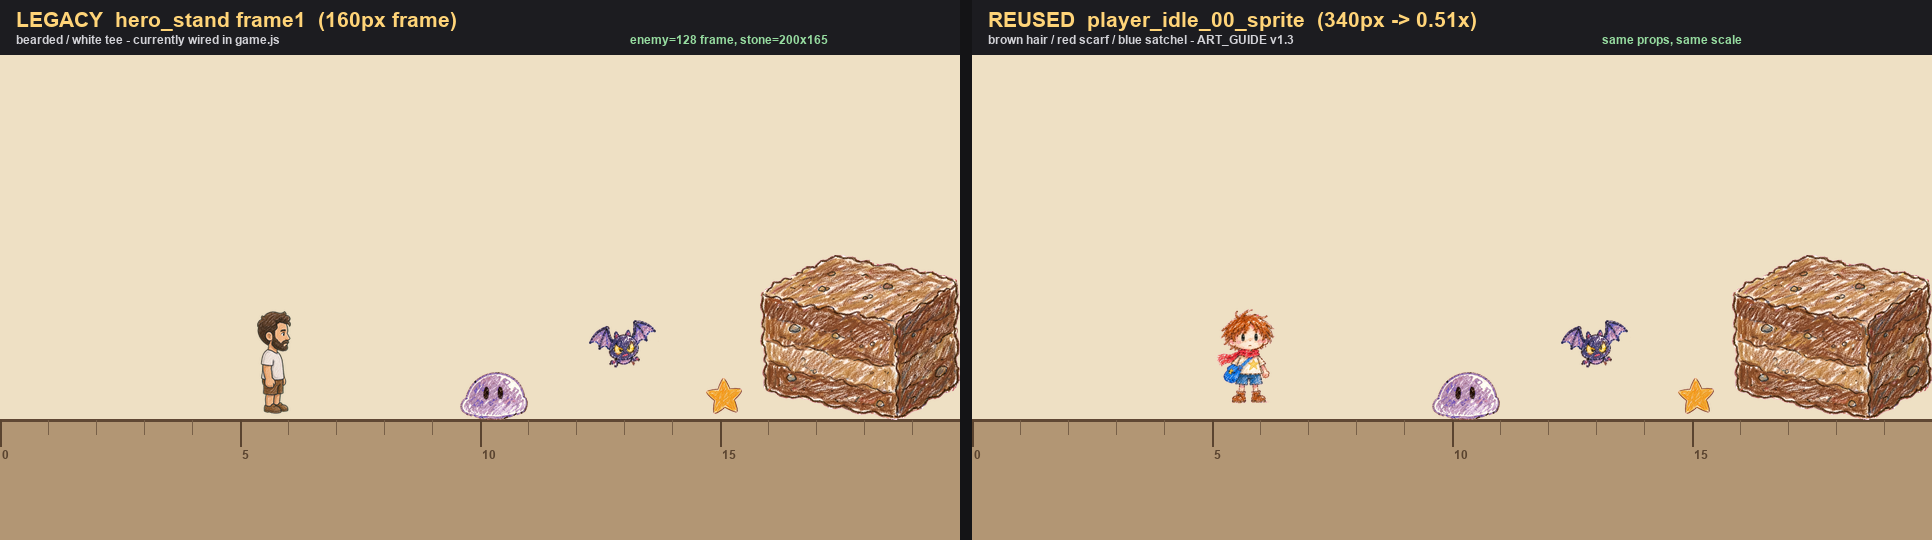 LEGACY hero_stand frame1 (160px frame)
bearded / white tee - currently wired in game.js
enemy=128 frame, stone=200x165
0 5 10 15
REUSED player_idle_00_sprite (340px -> 0.51x)
brown hair / red scarf / blue satchel - ART_GUIDE v1.3
same props, same scale
0 5 10 15